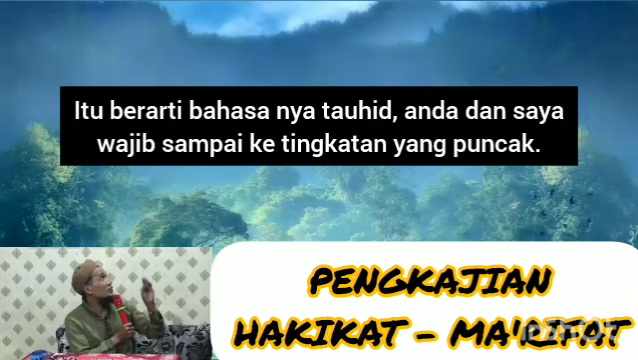 Itu berarti bahasa nya tauhid, anda dan saya
wajib sampai ke tingkatan yang puncak.
PENGKAJIAN
HAKIKAT - MA'RIFAT